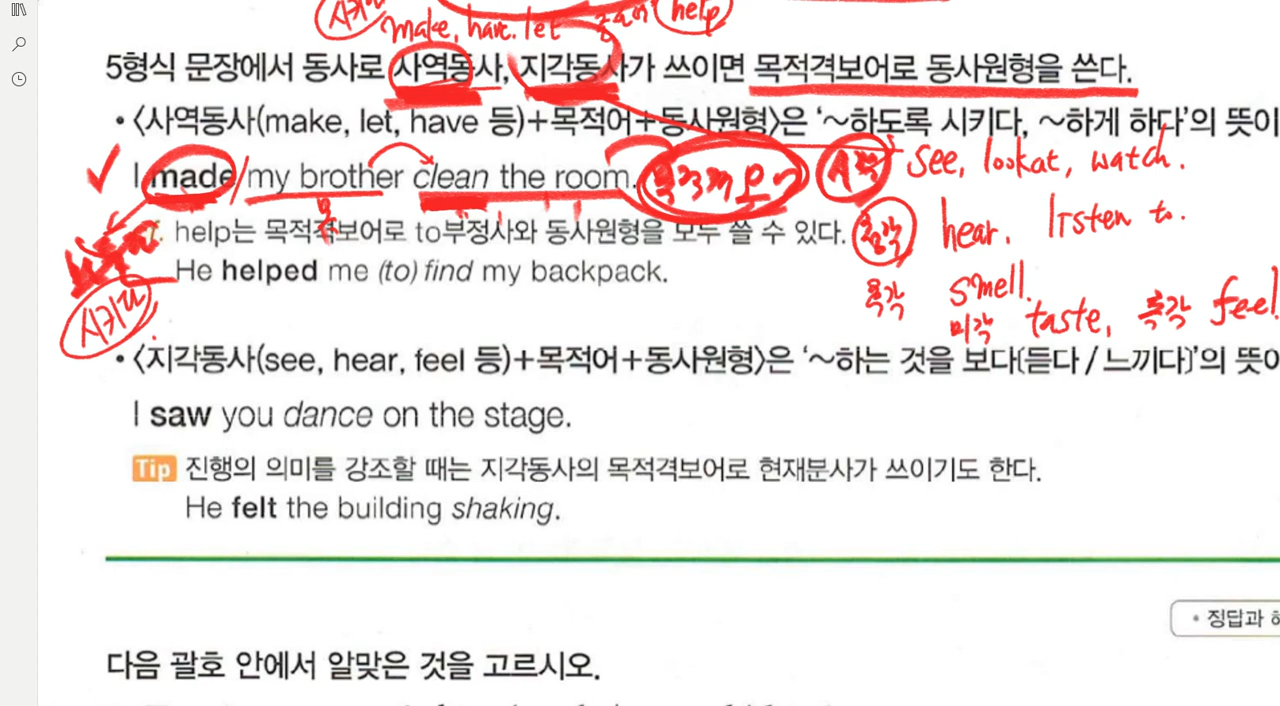 시키다
make, have. let help
5형식 문장에서 동사로 사역동사, 지각동사가 쓰이면 목적격보어로 동사원형을 쓴다.
• 〈사역동사(make, let, have 등)+목적어+동사원형〉은 ‘～하도록 시키다, ～하게 하다’의 뜻이
I made my brother clean the room. 목적격 보어 시각 see, lookat, watch.
help는 목적격보어로 to부정사와 동사원형을 모두 쓸 수 있다. 청각 hear. listen to.
He helped me (to) find my backpack.
시키다
후각 smell.
미각 taste, 촉각 feel
• 〈지각동사(see, hear, feel 등)+목적어+동사원형〉은 ‘～하는 것을 보다[듣다 / 느끼다]’의 뜻이
I saw you dance on the stage.
Tip 진행의 의미를 강조할 때는 지각동사의 목적격보어로 현재분사가 쓰이기도 한다.
He felt the building shaking.
• 정답과 해
다음 괄호 안에서 알맞은 것을 고르시오.